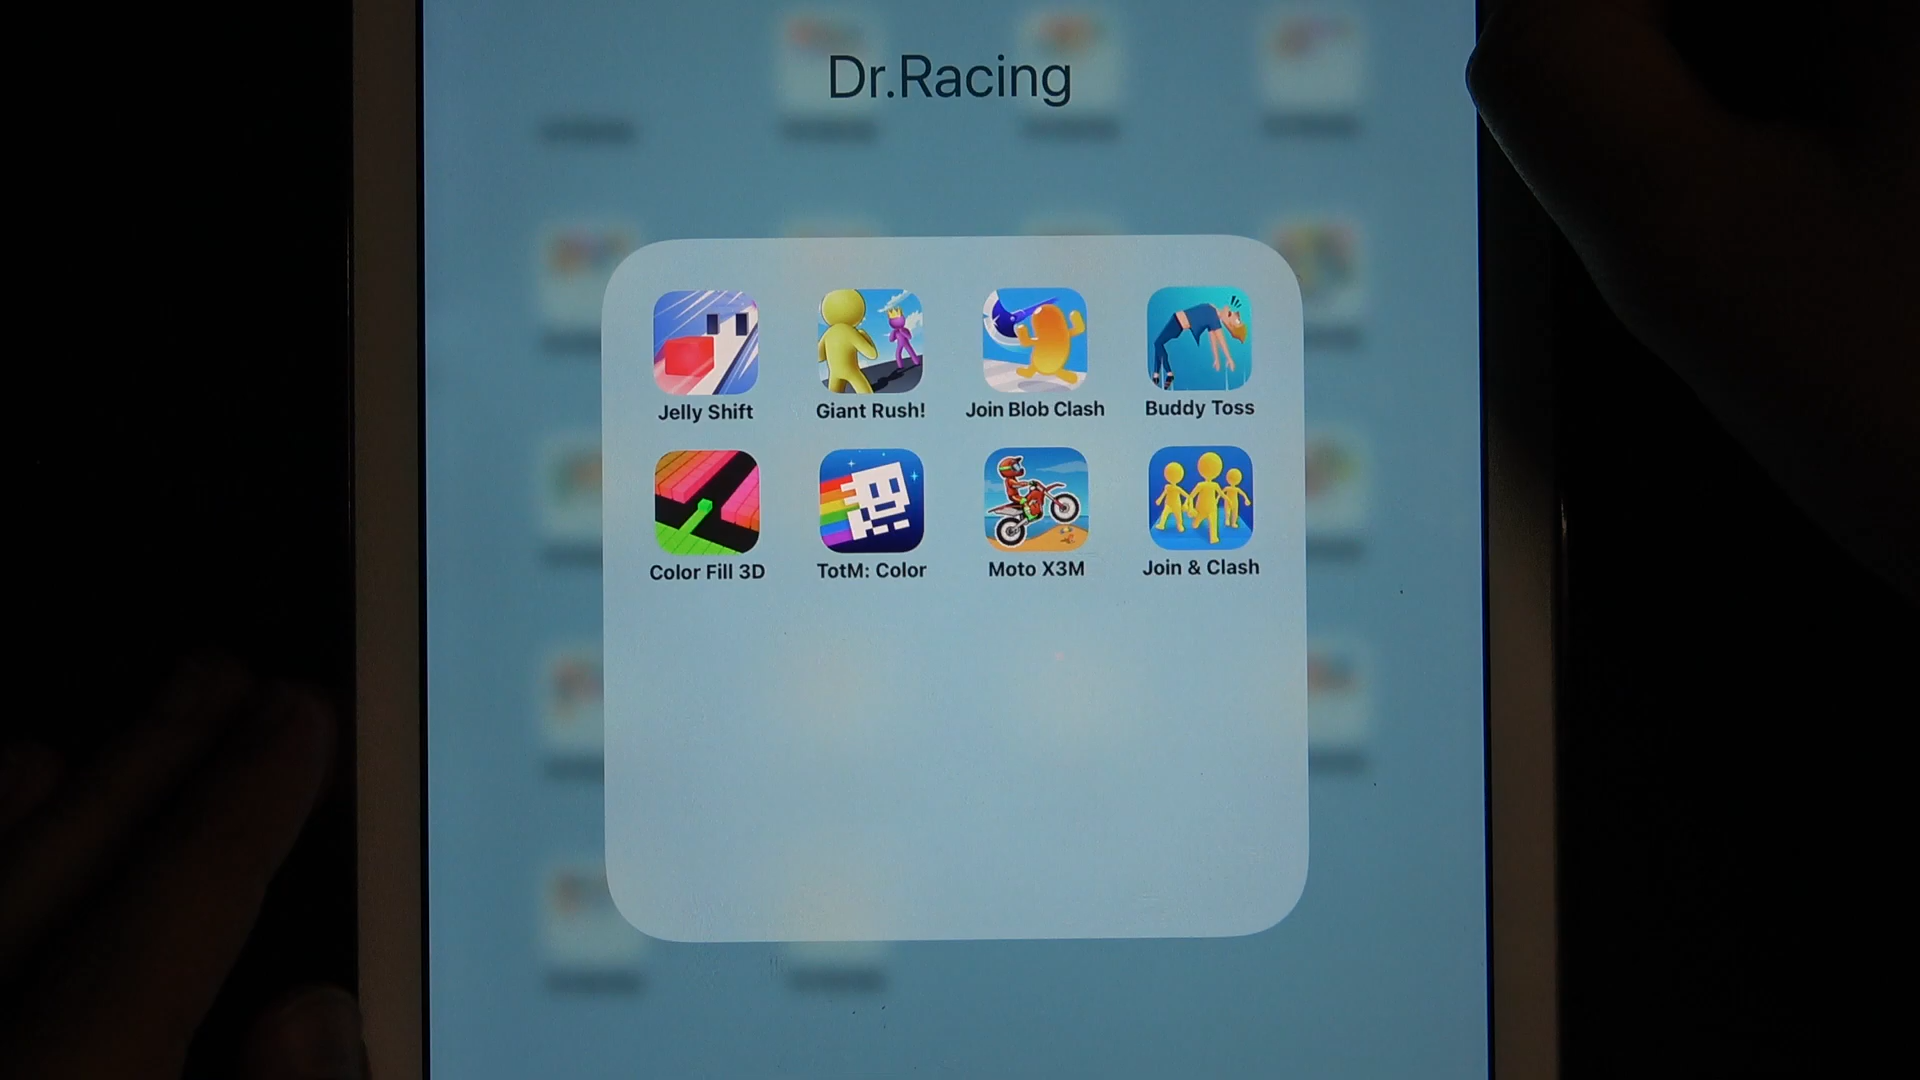 Dr.Racing
Jelly Shift
Giant Rush!
Join Blob Clash
Buddy Toss
Color Fill 3D
TotM: Color
Moto X3M
Join & Clash